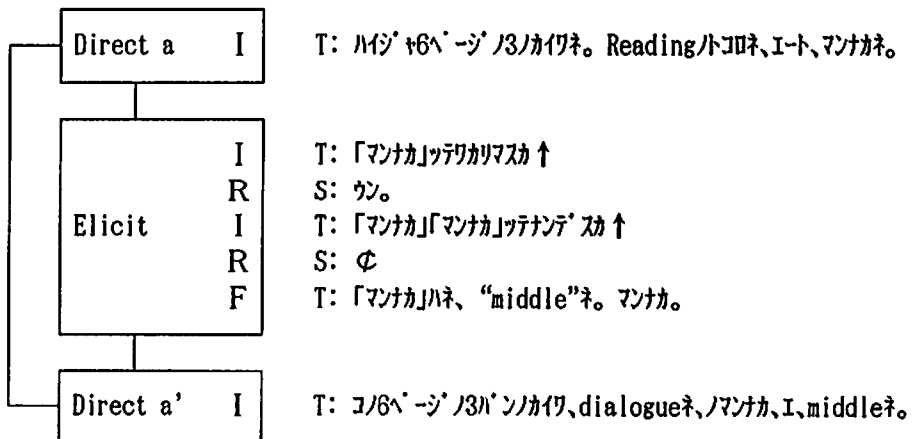 Direct a I T: ﾊｲｼﾞｬ6ﾍﾟｰｼﾞﾉ3ﾉｶｲﾜﾈ。Readingﾉﾄｺﾛﾈ、ｴｰﾄ、ﾏﾝﾅｶﾈ。
I T: 「ﾏﾝﾅｶ」ｯﾃﾜｶﾘﾏｽｶ↑
R S: ｳﾝ。
Elicit I T: 「ﾏﾝﾅｶ」「ﾏﾝﾅｶ」ｯﾃﾅﾝﾃﾞｽｶ↑
R S: ₵
F T: 「ﾏﾝﾅｶ」ﾊﾈ、“middle”ﾈ。ﾏﾝﾅｶ。
Direct a' I T: ｺﾉ6ﾍﾟｰｼﾞﾉ3ﾊﾞﾝﾉｶｲﾜ、dialogueﾈ、ﾉﾏﾝﾅｶ、ｴ、middleﾈ。